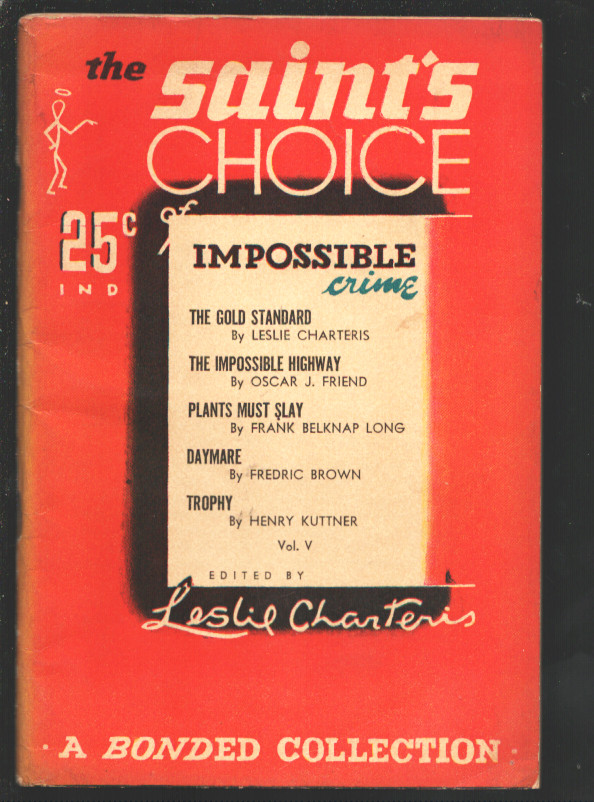 the saint's
CHOICE
25c
IND
of
IMPOSSIBLE
crime
THE GOLD STANDARD
By LESLIE CHARTERIS
THE IMPOSSIBLE HIGHWAY
By OSCAR J. FRIEND
PLANTS MUST SLAY
By FRANK BELKNAP LONG
DAYMARE
By FREDRIC BROWN
TROPHY
By HENRY KUTTNER
Vol. V
EDITED BY
Leslie Charteris
· A BONDED COLLECTION ·